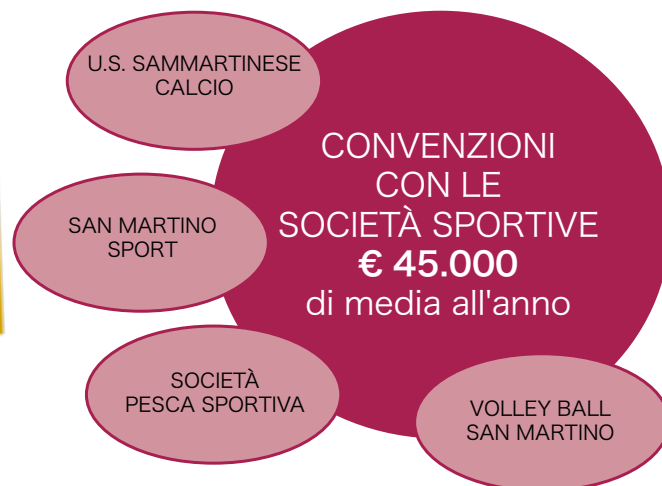 U.S. SAMMARTINESE
CALCIO
CONVENZIONI
CON LE
SOCIETÀ SPORTIVE
€ 45.000
di media all'anno
SAN MARTINO
SPORT
SOCIETÀ
PESCA SPORTIVA
VOLLEY BALL
SAN MARTINO